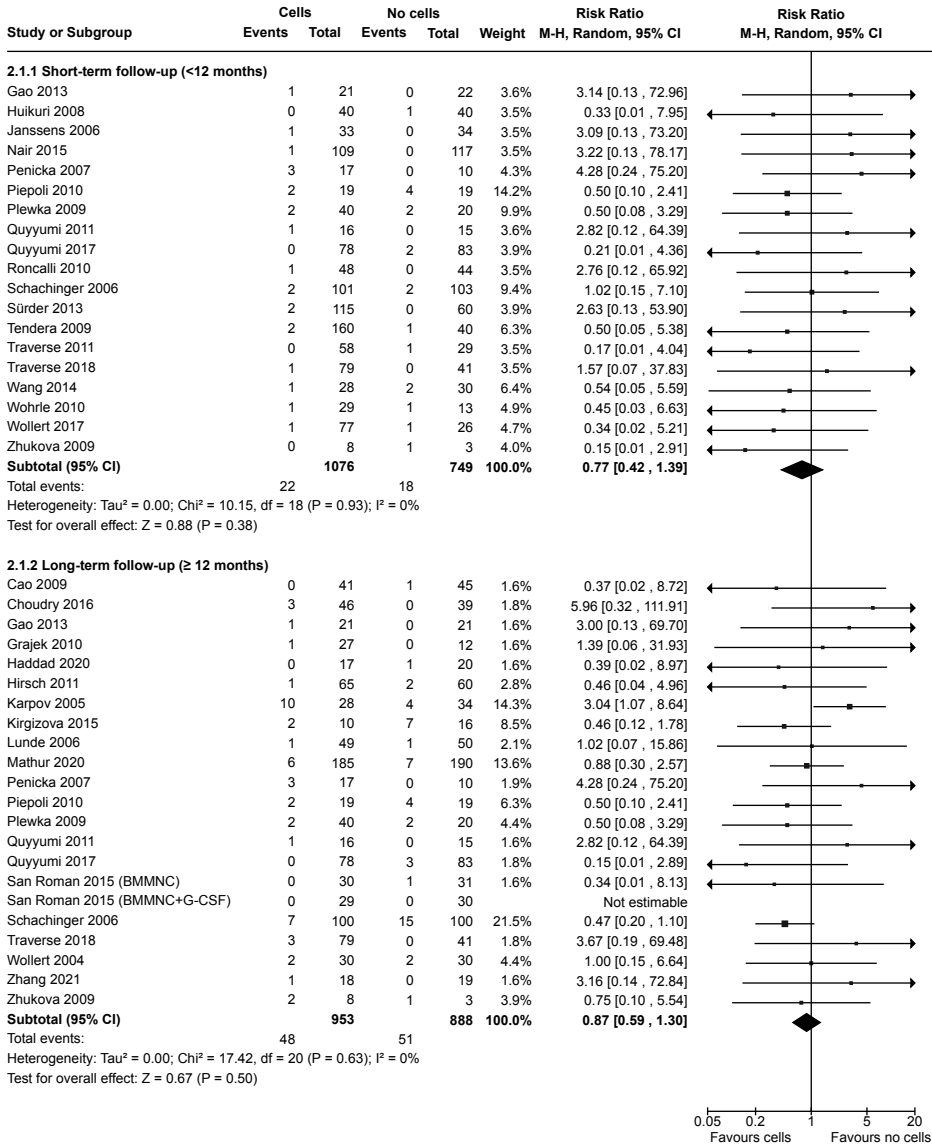 Cells No cells Risk Ratio Risk Ratio
Study or Subgroup Events Total Events Total Weight M-H, Random, 95% CI M-H, Random, 95% CI
2.1.1 Short-term follow-up (<12 months)
Gao 2013 1 21 0 22 3.6% 3.14 [0.13 , 72.96]
Huikuri 2008 0 40 1 40 3.5% 0.33 [0.01 , 7.95]
Janssens 2006 1 33 0 34 3.5% 3.09 [0.13 , 73.20]
Nair 2015 1 109 0 117 3.5% 3.22 [0.13 , 78.17]
Penicka 2007 3 17 0 10 4.3% 4.28 [0.24 , 75.20]
Piepoli 2010 2 19 4 19 14.2% 0.50 [0.10 , 2.41]
Plewka 2009 2 40 2 20 9.9% 0.50 [0.08 , 3.29]
Quyyumi 2011 1 16 0 15 3.5% 2.82 [0.12 , 64.39]
Quyyumi 2017 0 78 2 83 3.9% 0.21 [0.01 , 4.36]
Roncalli 2010 1 48 0 44 3.5% 2.76 [0.12 , 65.92]
Schachinger 2006 2 101 2 103 9.4% 1.02 [0.15 , 7.10]
Sürder 2013 2 115 0 60 3.9% 2.63 [0.13 , 53.90]
Tendera 2009 2 160 1 40 6.3% 0.50 [0.05 , 5.38]
Traverse 2011 0 58 1 29 3.5% 0.17 [0.01 , 4.04]
Traverse 2018 1 79 0 41 3.5% 1.57 [0.07 , 37.83]
Wang 2014 1 28 2 30 6.4% 0.54 [0.05 , 5.59]
Wohrle 2010 1 29 1 13 4.9% 0.45 [0.03 , 6.63]
Wollert 2017 1 77 1 26 4.7% 0.34 [0.02 , 5.21]
Zhukova 2009 0 8 1 3 4.0% 0.15 [0.01 , 2.91]
Subtotal (95% CI) 1076 749 100.0% 0.77 [0.42 , 1.39]
Total events: 22 18
Heterogeneity: Tau² = 0.00; Chi² = 10.15, df = 18 (P = 0.93); I² = 0%
Test for overall effect: Z = 0.88 (P = 0.38)
2.1.2 Long-term follow-up (≥ 12 months)
Cao 2009 0 41 1 45 1.6% 0.37 [0.02 , 8.72]
Choudry 2016 3 46 0 39 1.8% 5.96 [0.32 , 111.91]
Gao 2013 1 21 0 21 1.6% 3.00 [0.13 , 69.70]
Grajek 2010 1 27 0 12 1.6% 1.39 [0.06 , 31.93]
Haddad 2020 0 17 1 20 1.6% 0.39 [0.02 , 8.97]
Hirsch 2011 1 65 2 60 2.8% 0.46 [0.04 , 4.96]
Karpov 2005 10 28 4 34 14.3% 3.04 [1.07 , 8.64]
Kirgizova 2015 2 10 7 16 8.5% 0.46 [0.12 , 1.78]
Lunde 2006 1 49 1 50 2.1% 1.02 [0.07 , 15.86]
Mathur 2020 6 185 7 190 13.6% 0.88 [0.30 , 2.57]
Penicka 2007 3 17 0 10 1.9% 4.28 [0.24 , 75.20]
Piepoli 2010 2 19 4 19 6.3% 0.50 [0.10 , 2.41]
Plewka 2009 2 40 2 20 4.4% 0.50 [0.08 , 3.29]
Quyyumi 2011 1 16 0 15 1.6% 2.82 [0.12 , 64.39]
Quyyumi 2017 0 78 3 83 1.8% 0.15 [0.01 , 2.89]
San Roman 2015 (BMMNC) 0 30 1 31 1.6% 0.34 [0.01 , 8.13]
San Roman 2015 (BMMNC+G-CSF) 0 29 0 30 Not estimable
Schachinger 2006 7 100 15 100 21.5% 0.47 [0.20 , 1.10]
Traverse 2018 3 79 0 41 1.8% 3.67 [0.19 , 69.48]
Wollert 2004 2 30 2 30 4.4% 1.00 [0.15 , 6.64]
Zhang 2021 1 18 0 19 1.6% 3.16 [0.14 , 72.84]
Zhukova 2009 2 8 1 3 3.9% 0.75 [0.10 , 5.54]
Subtotal (95% CI) 953 888 100.0% 0.87 [0.59 , 1.30]
Total events: 48 51
Heterogeneity: Tau² = 0.00; Chi² = 17.42, df = 20 (P = 0.63); I² = 0%
Test for overall effect: Z = 0.67 (P = 0.50)
0.05 0.2 1 5 20
Favours cells Favours no cells